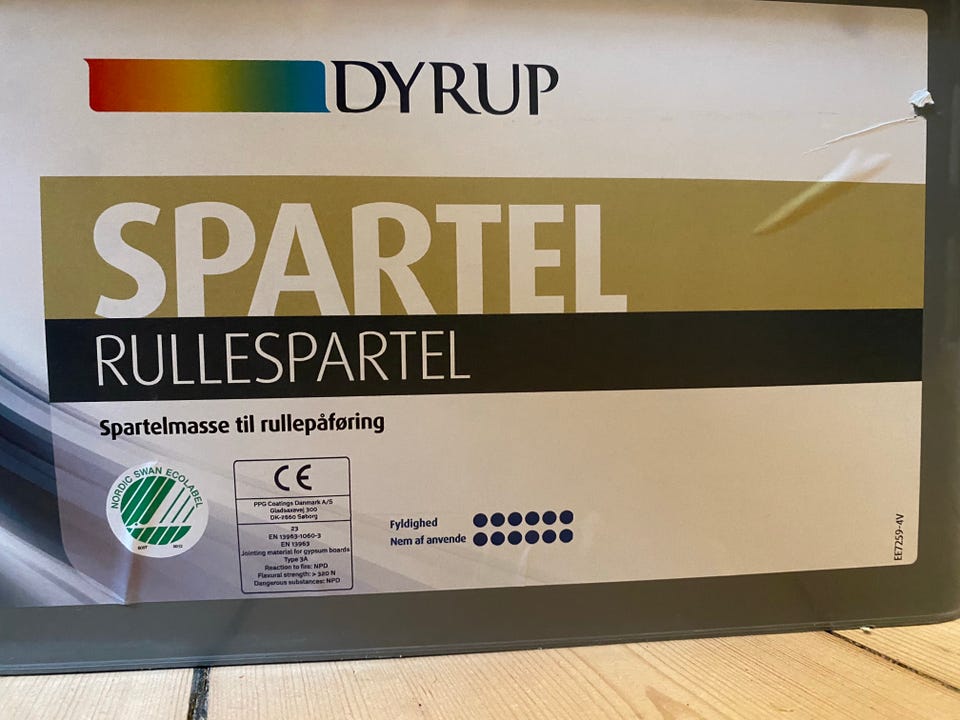 DYRUP
SPARTEL
RULLESPARTEL
Spartelmasse til rullepåføring
NORDIC SWAN ECOLABEL
CE
PPG Coatings Danmark A/S
Gladsaxevej 300
DK-2860 Søborg
23
EN 13963-1060-3
EN 13963
Jointing material for gypsum boards
Type 3A
Reaction to fire: NPD
Flexural strength: > 320 N
Dangerous substances: NPD
Fyldighed
Nem af anvende
EE7259-4V